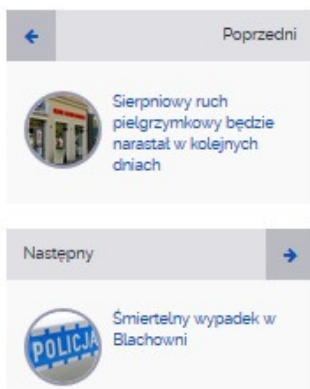 Poprzedni
Sierpniowy ruch
pielgrzymkowy będzie
narastał w kolejnych
dniach
Następny
POLICJA
Śmiertelny wypadek w
Blachowni